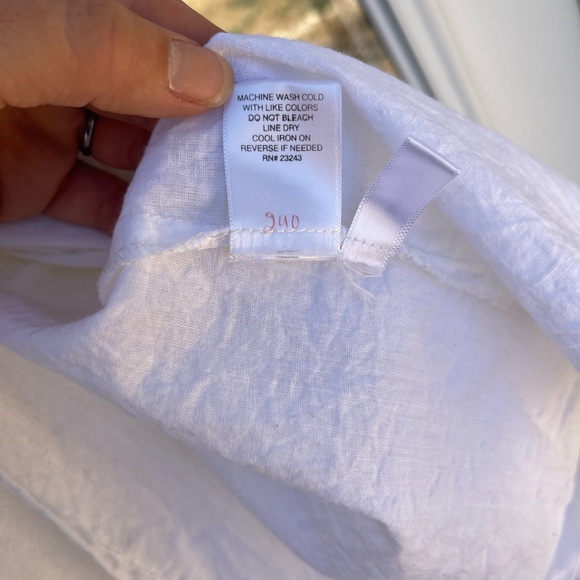 MACHINE WASH COLD
WITH LIKE COLORS
DO NOT BLEACH
LINE DRY
COOL IRON ON
REVERSE IF NEEDED
RN# 23243
940